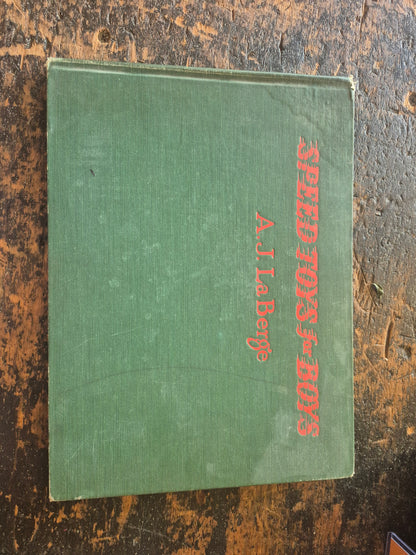 SPEED TOYS for BOYS
A. J. La Berge